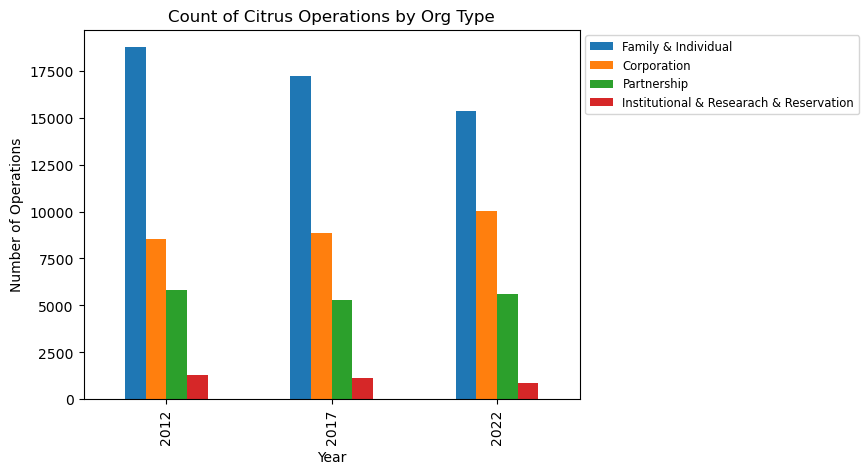 Count of Citrus Operations by Org Type
Family & Individual
Corporation
Partnership
Institutional & Researach & Reservation
Number of Operations
17500
15000
12500
10000
7500
5000
2500
0
2012
2017
2022
Year